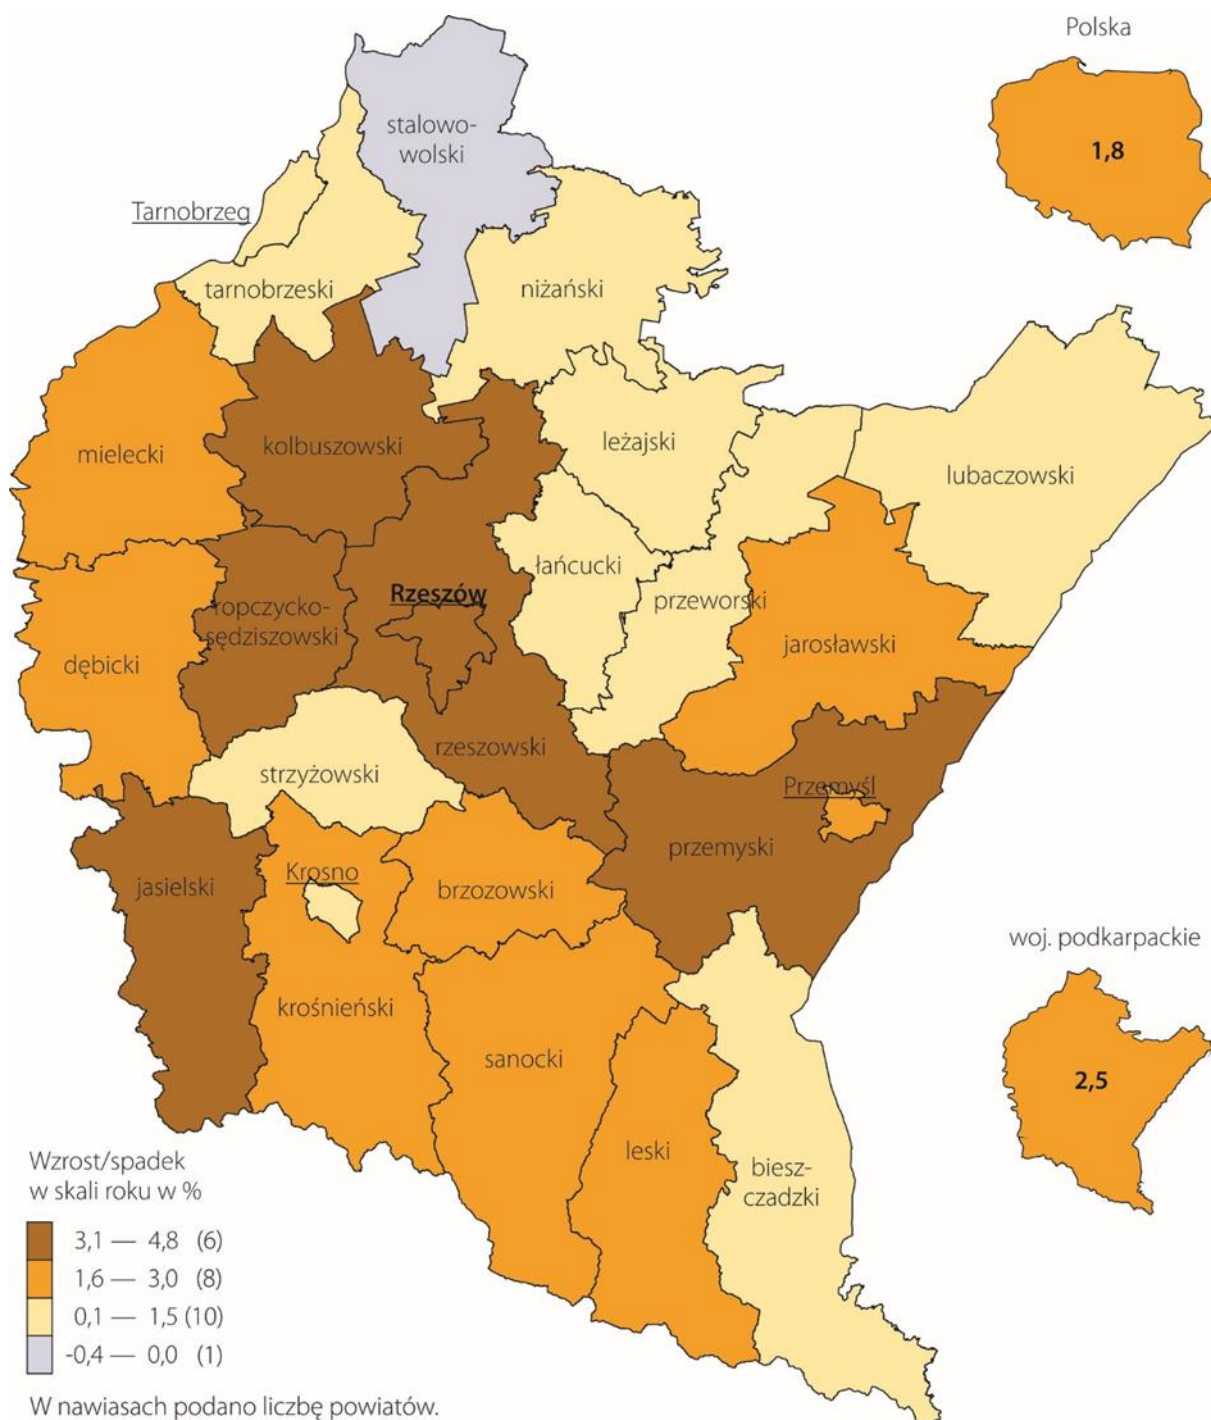 Polska
1,8
stalowo-
wolski
Tarnobrzeg
tarnobrzeski
niżański
mielecki
kolbuszowski
leżajski
lubaczowski
łańcucki
Rzeszów
przeworski
ropczycko-
sędziszowski
dębicki
jarosławski
rzeszowski
strzyżowski
Przemyśl
przemyski
Krosno
jasielski
brzozowski
woj. podkarpackie
2,5
krośnieński
sanocki
leski
biesz-
czadzki
Wzrost/spadek
w skali roku w %
3,1 — 4,8 (6)
1,6 — 3,0 (8)
0,1 — 1,5 (10)
-0,4 — 0,0 (1)
W nawiasach podano liczbę powiatów.